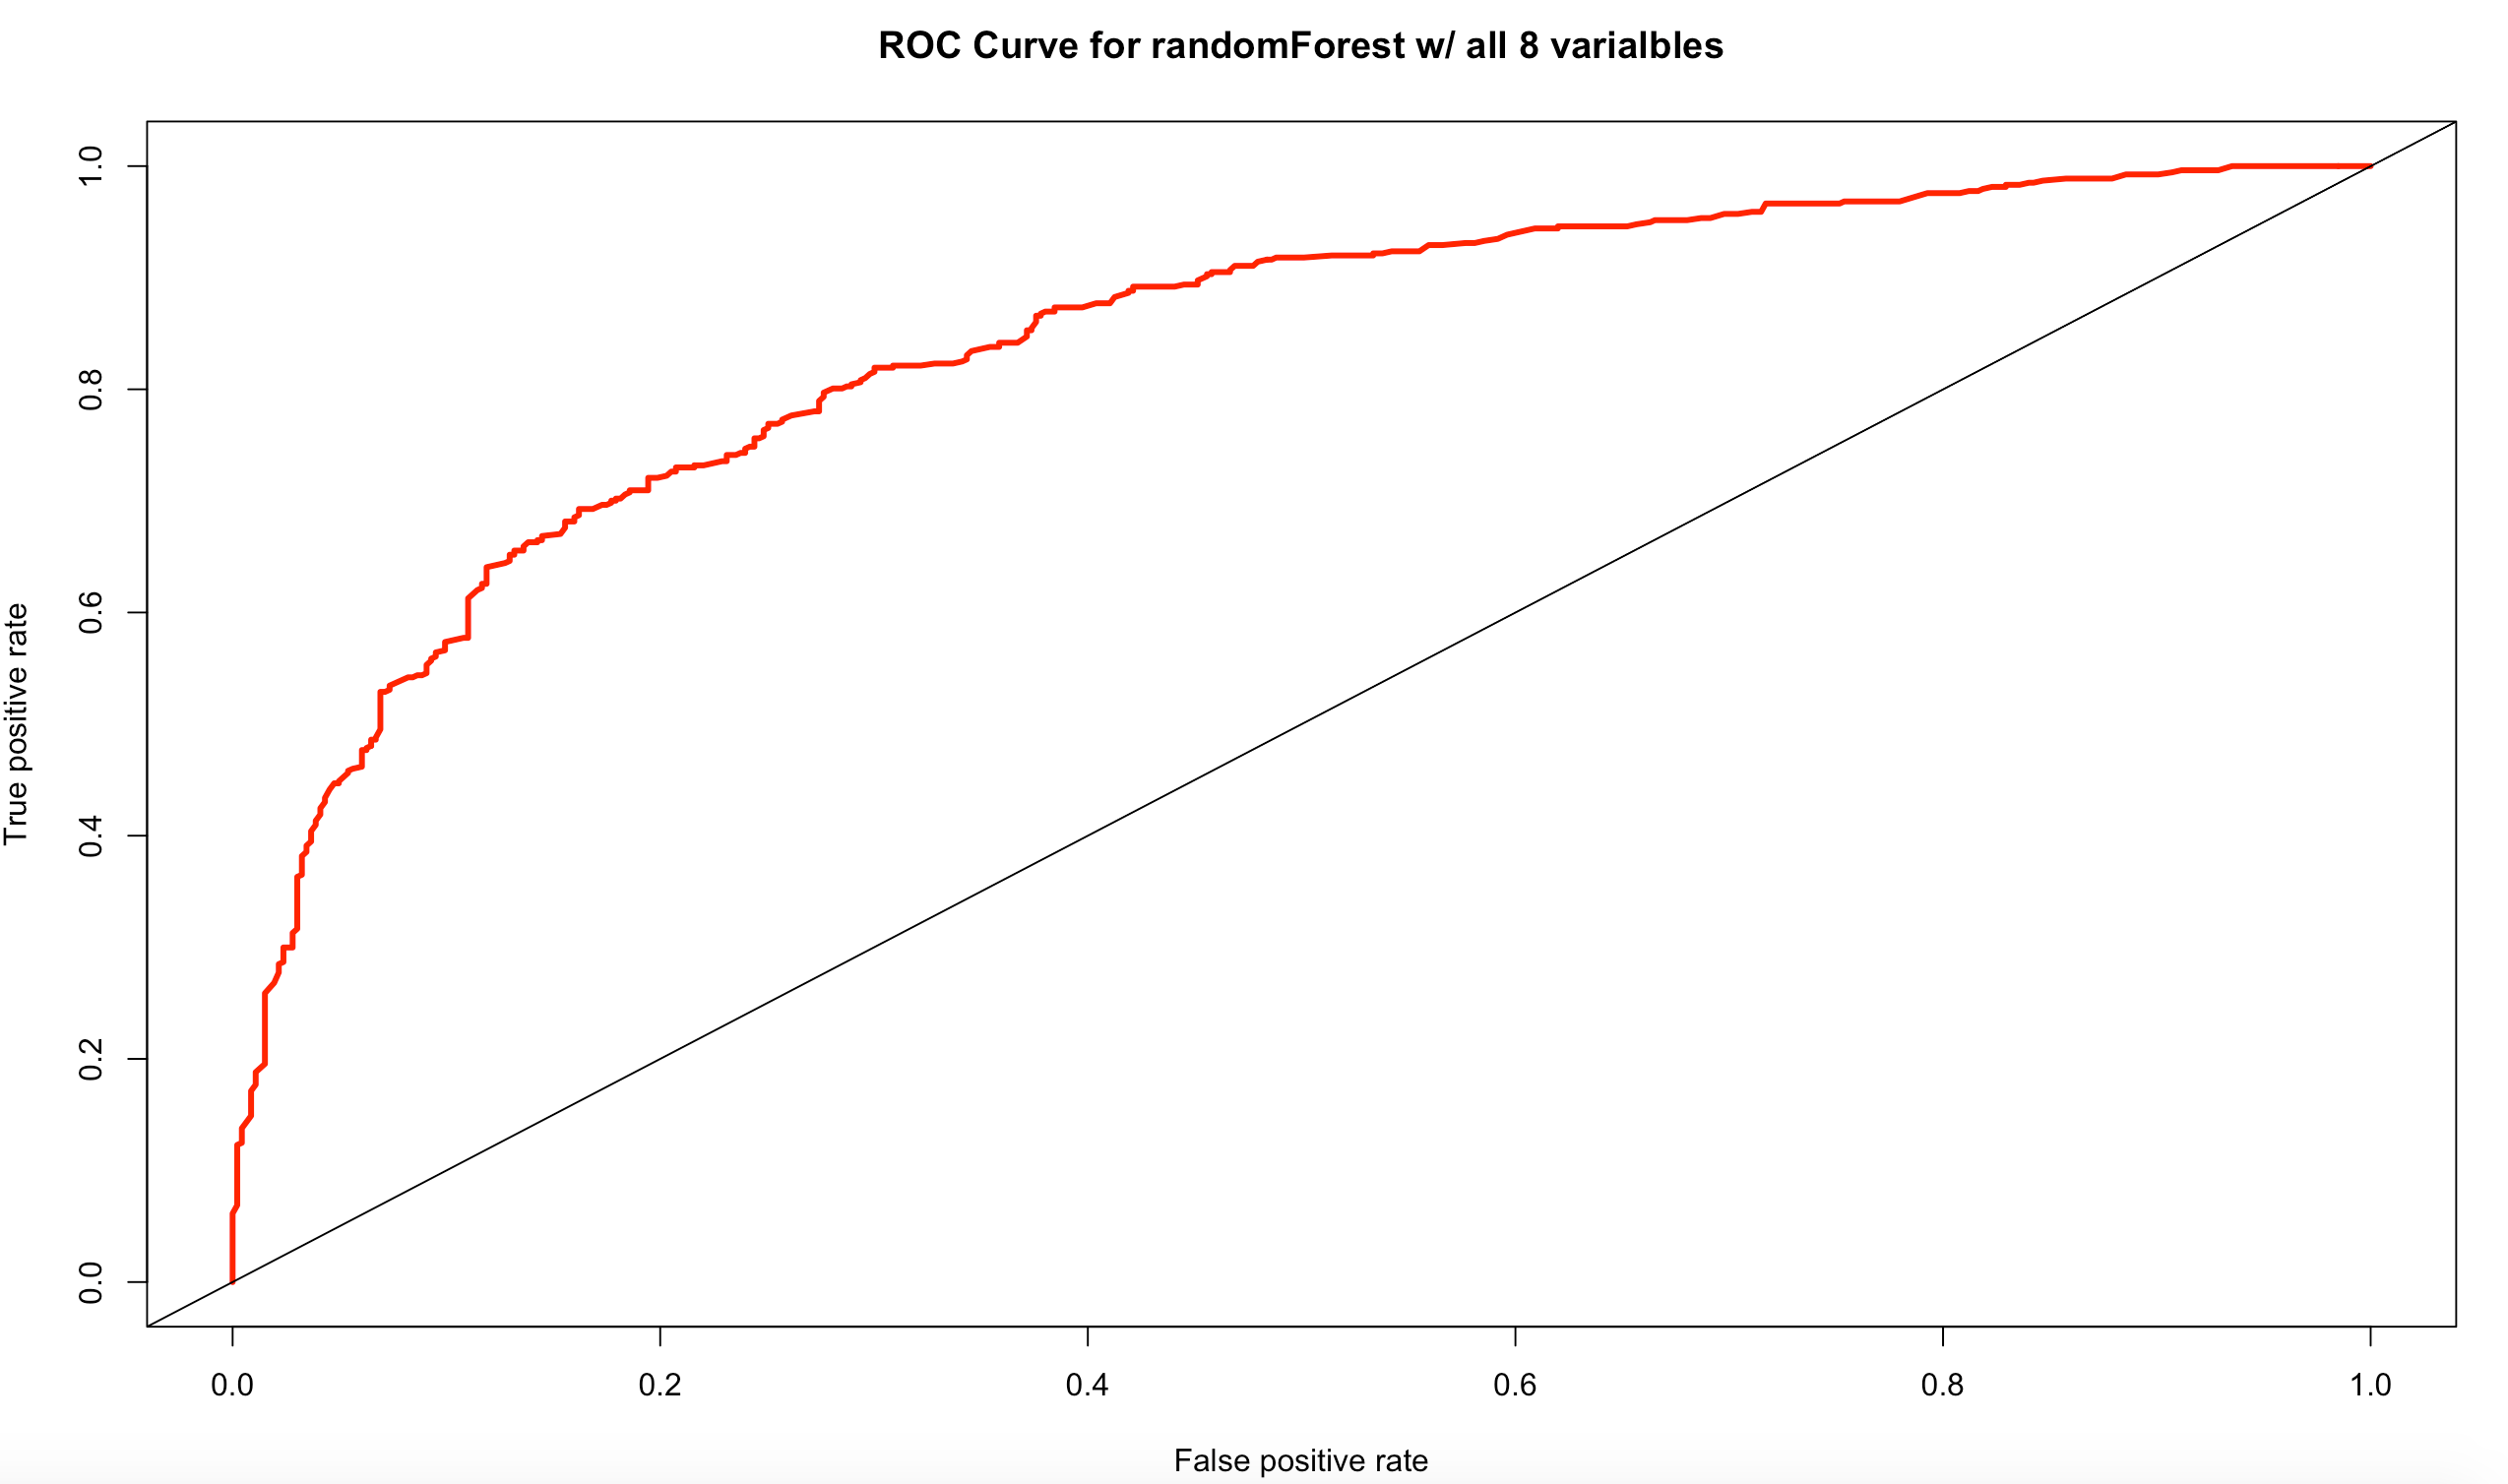 ROC Curve for randomForest w/ all 8 varialbles
True positive rate
1.0
0.8
0.6
0.4
0.2
0.0
0.0 0.2 0.4 0.6 0.8 1.0
False positive rate